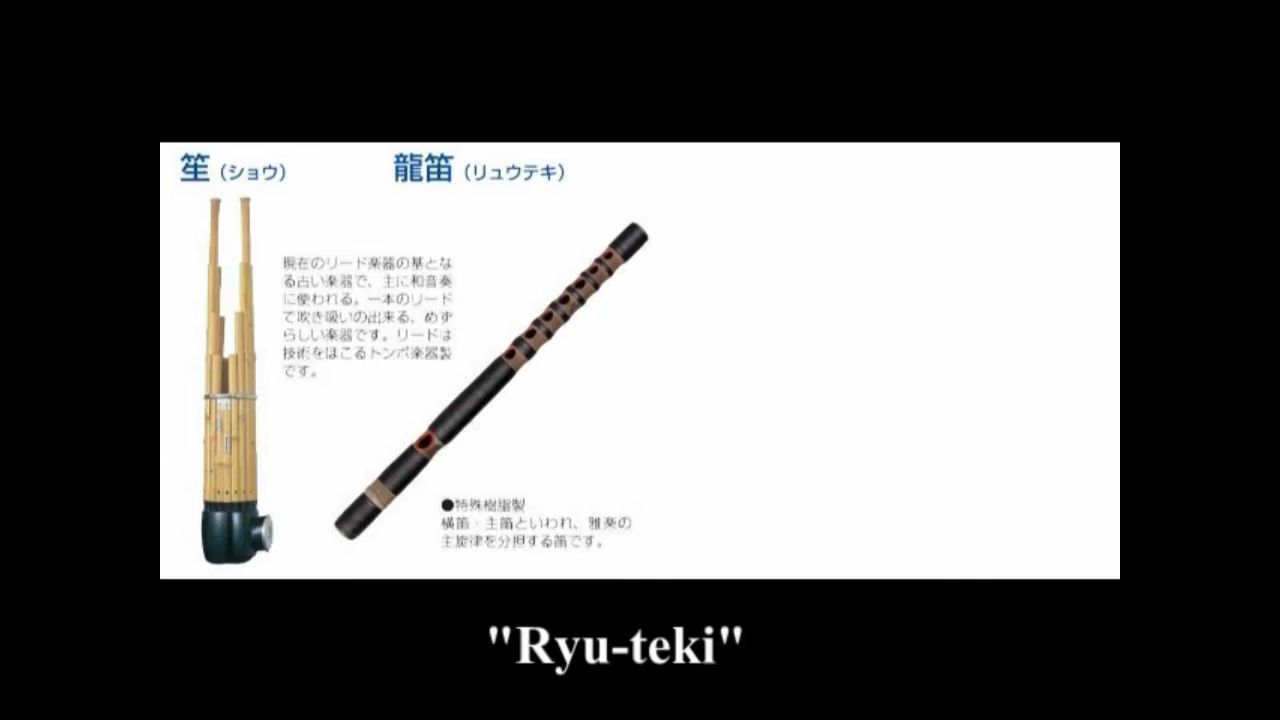 笙（ショウ）
龍笛（リュウテキ）
現在のリード楽器の基とな
る古い楽器で、主に和音奏
に使われる。一本のリード
で吹き吸いの出来る、めず
らしい楽器です。リードは
技術をほこるトンボ楽器製
です。
●特殊樹脂製
横笛・主笛といわれ、雅楽の
主旋律を分担する笛です。
"Ryu-teki"